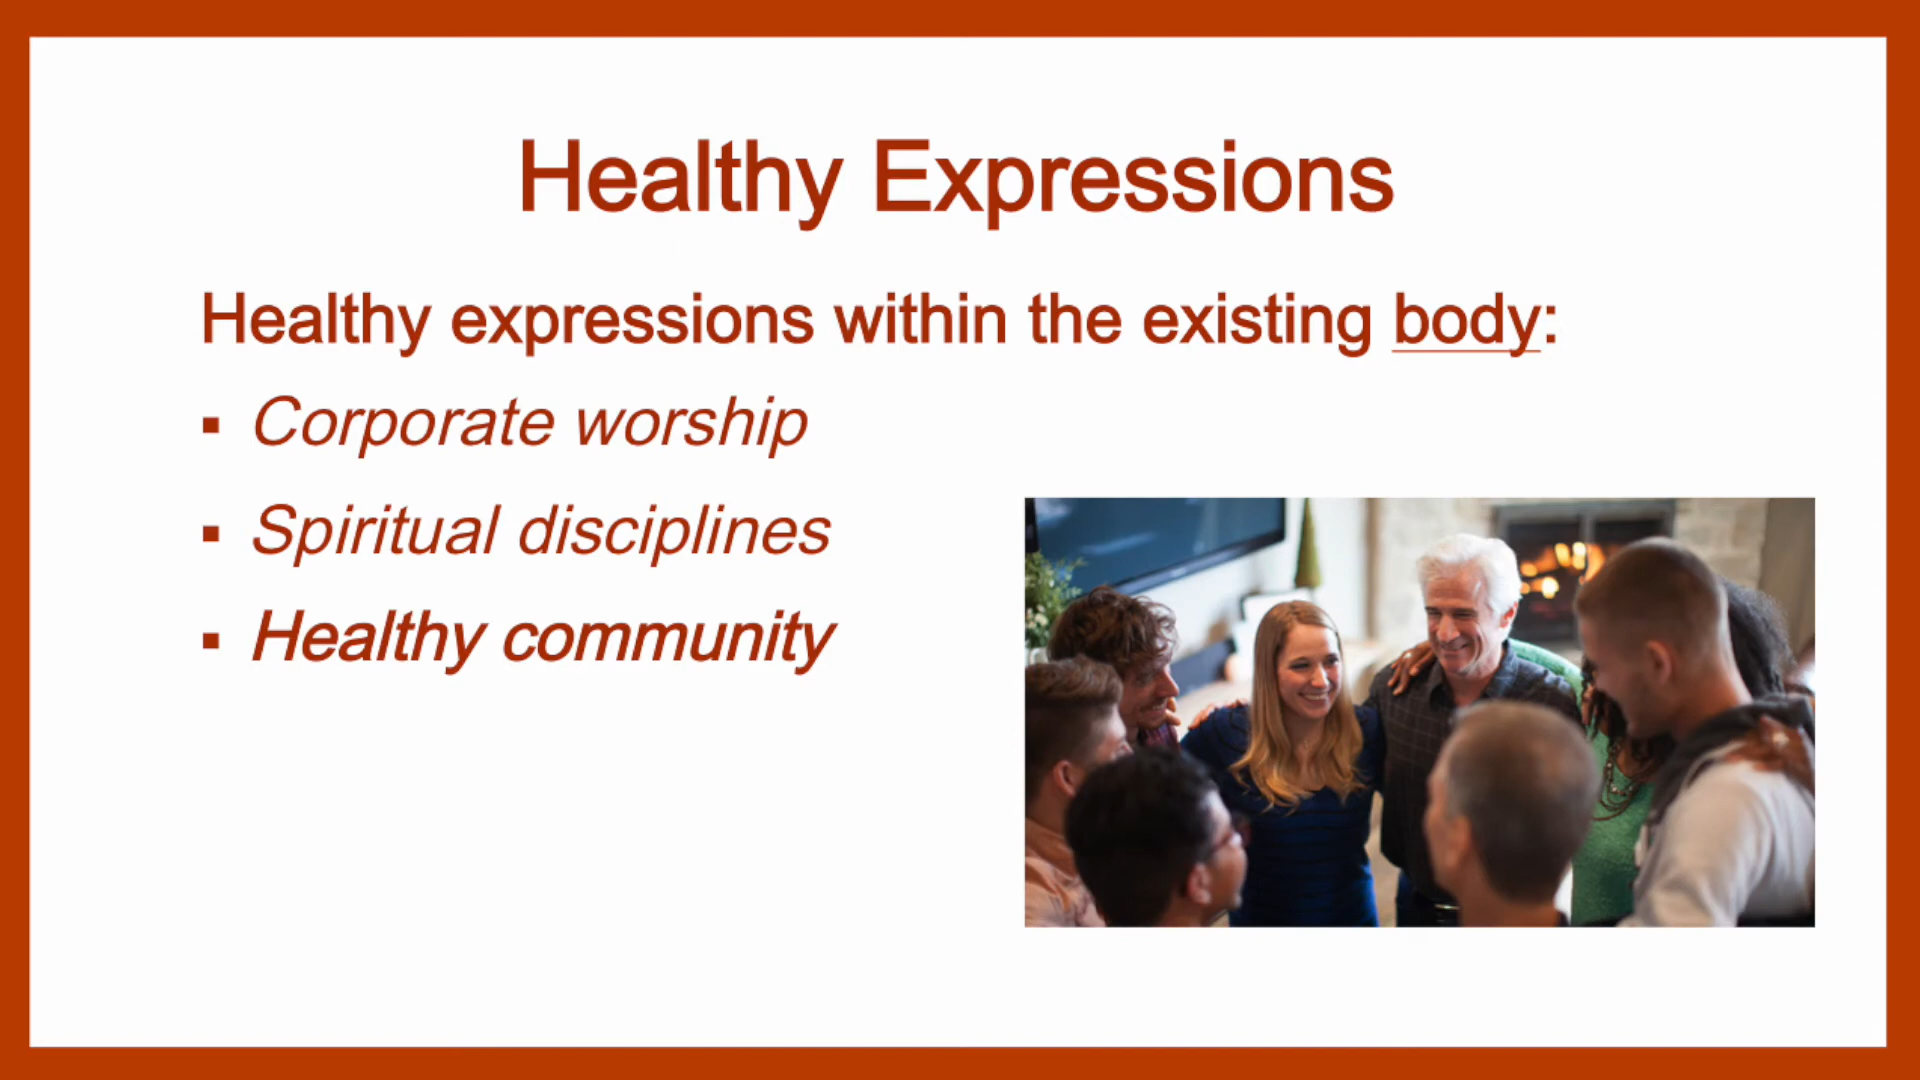 Healthy Expressions
Healthy expressions within the existing body:
▪ Corporate worship
▪ Spiritual disciplines
▪ Healthy community